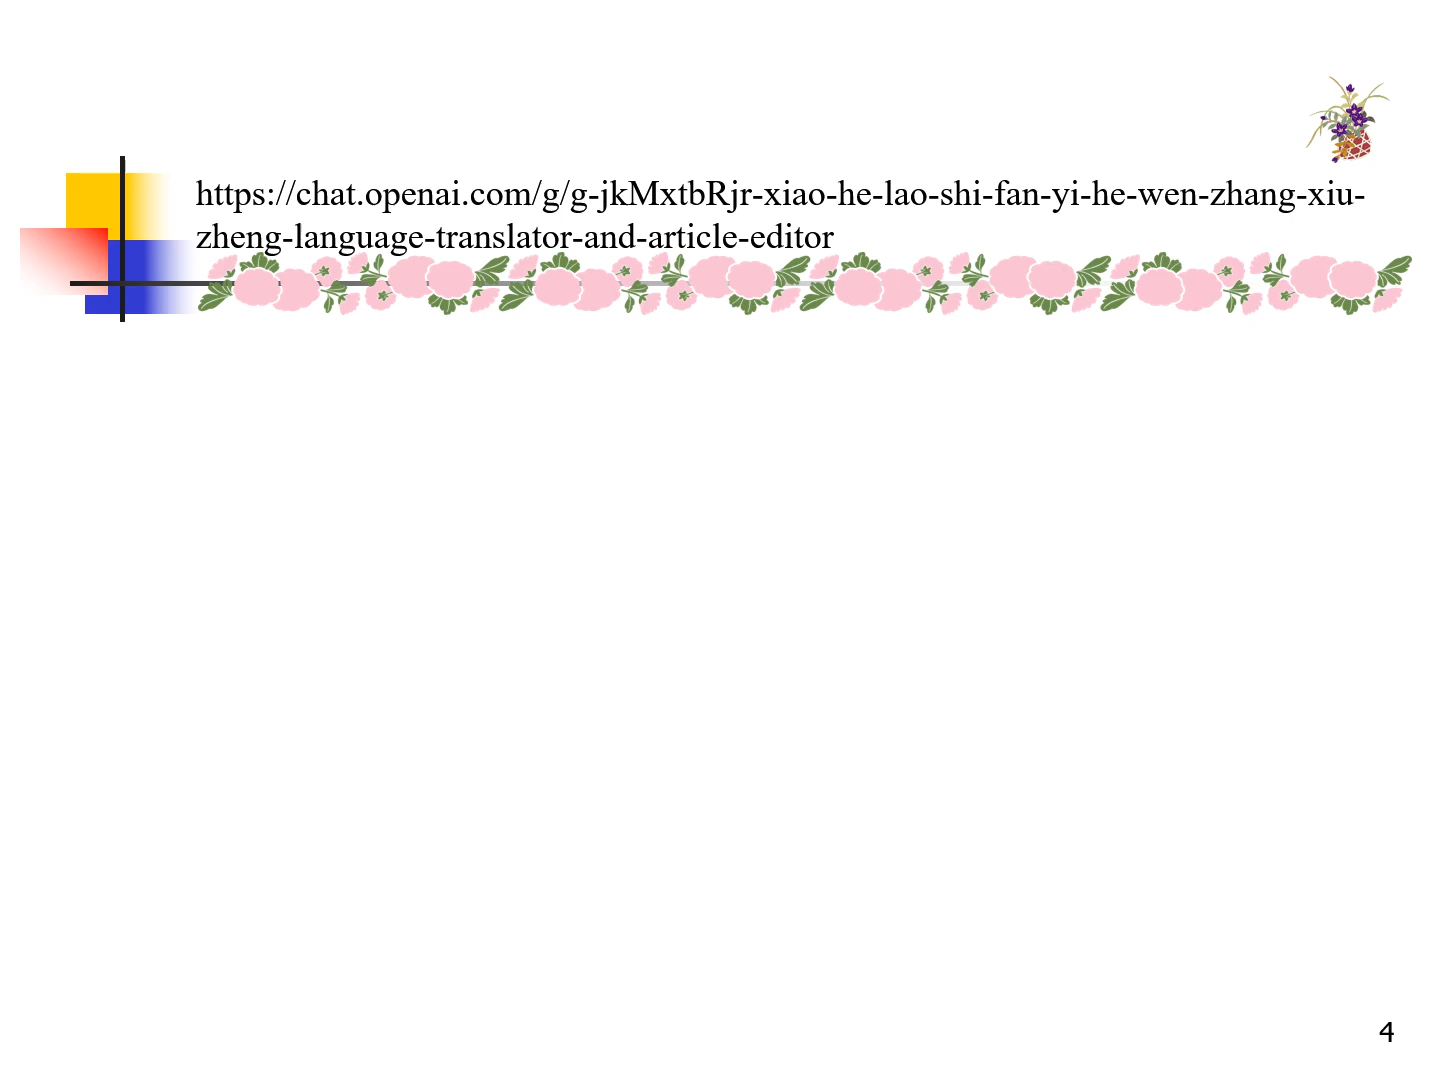 https://chat.openai.com/g/g-jkMxtbRjr-xiao-he-lao-shi-fan-yi-he-wen-zhang-xiu-
zheng-language-translator-and-article-editor
4